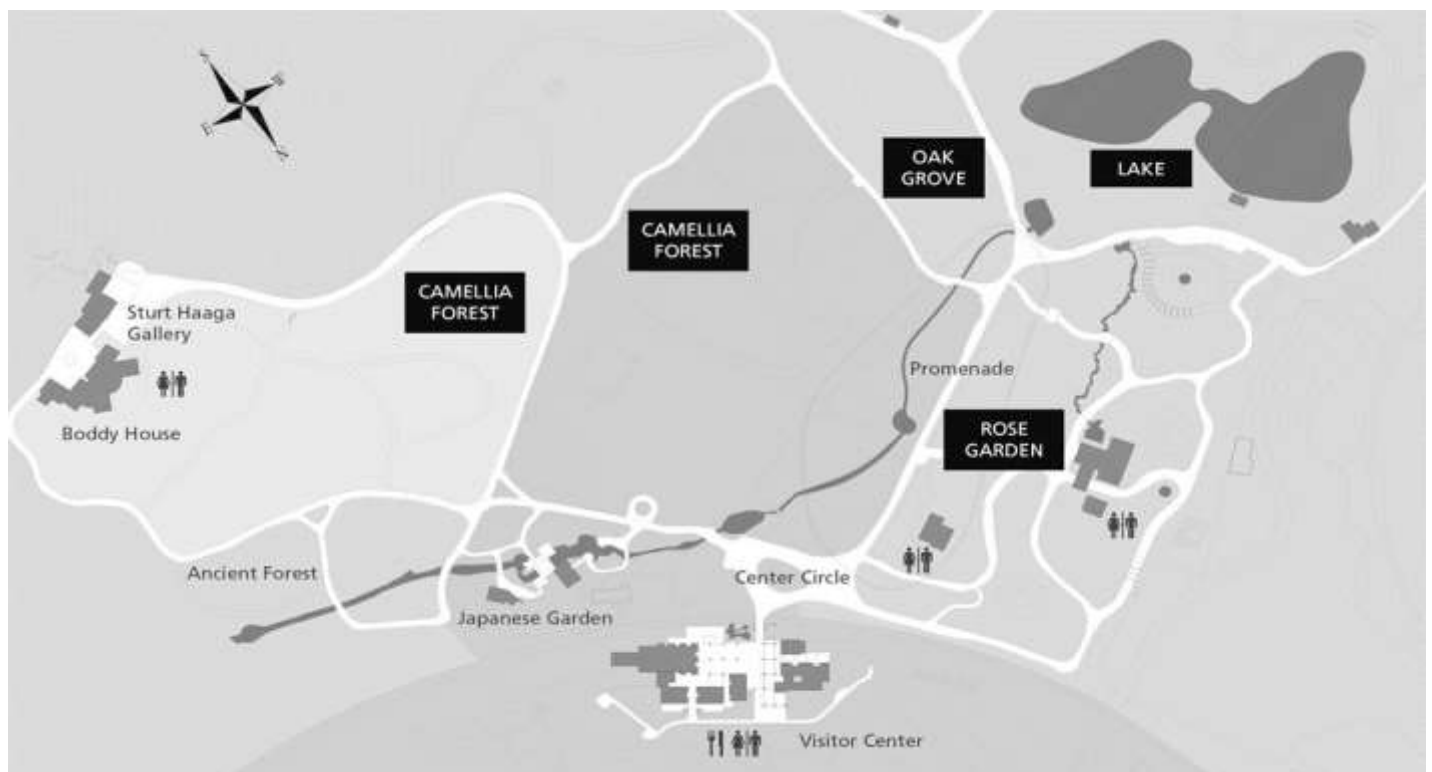 E
OAK
GROVE
LAKE
CAMELLIA
FOREST
CAMELLIA
FOREST
Sturt Haaga
Gallery
Promenade
Boddy House
ROSE
GARDEN
Ancient Forest
Center Circle
Japanese Garden
Visitor Center